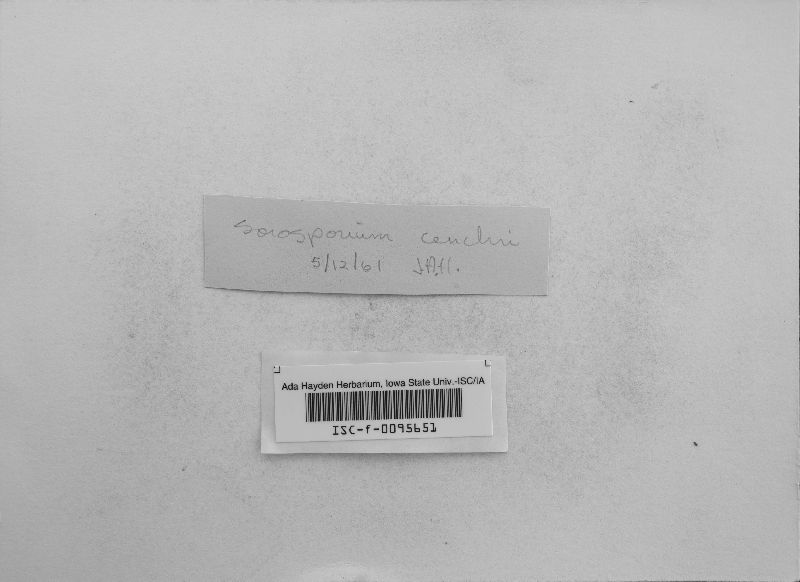 Sorosporium cenchri
5/12/61 JAH.
Ada Hayden Herbarium, Iowa State Univ.-ISC/IA
ISC-f-0095651